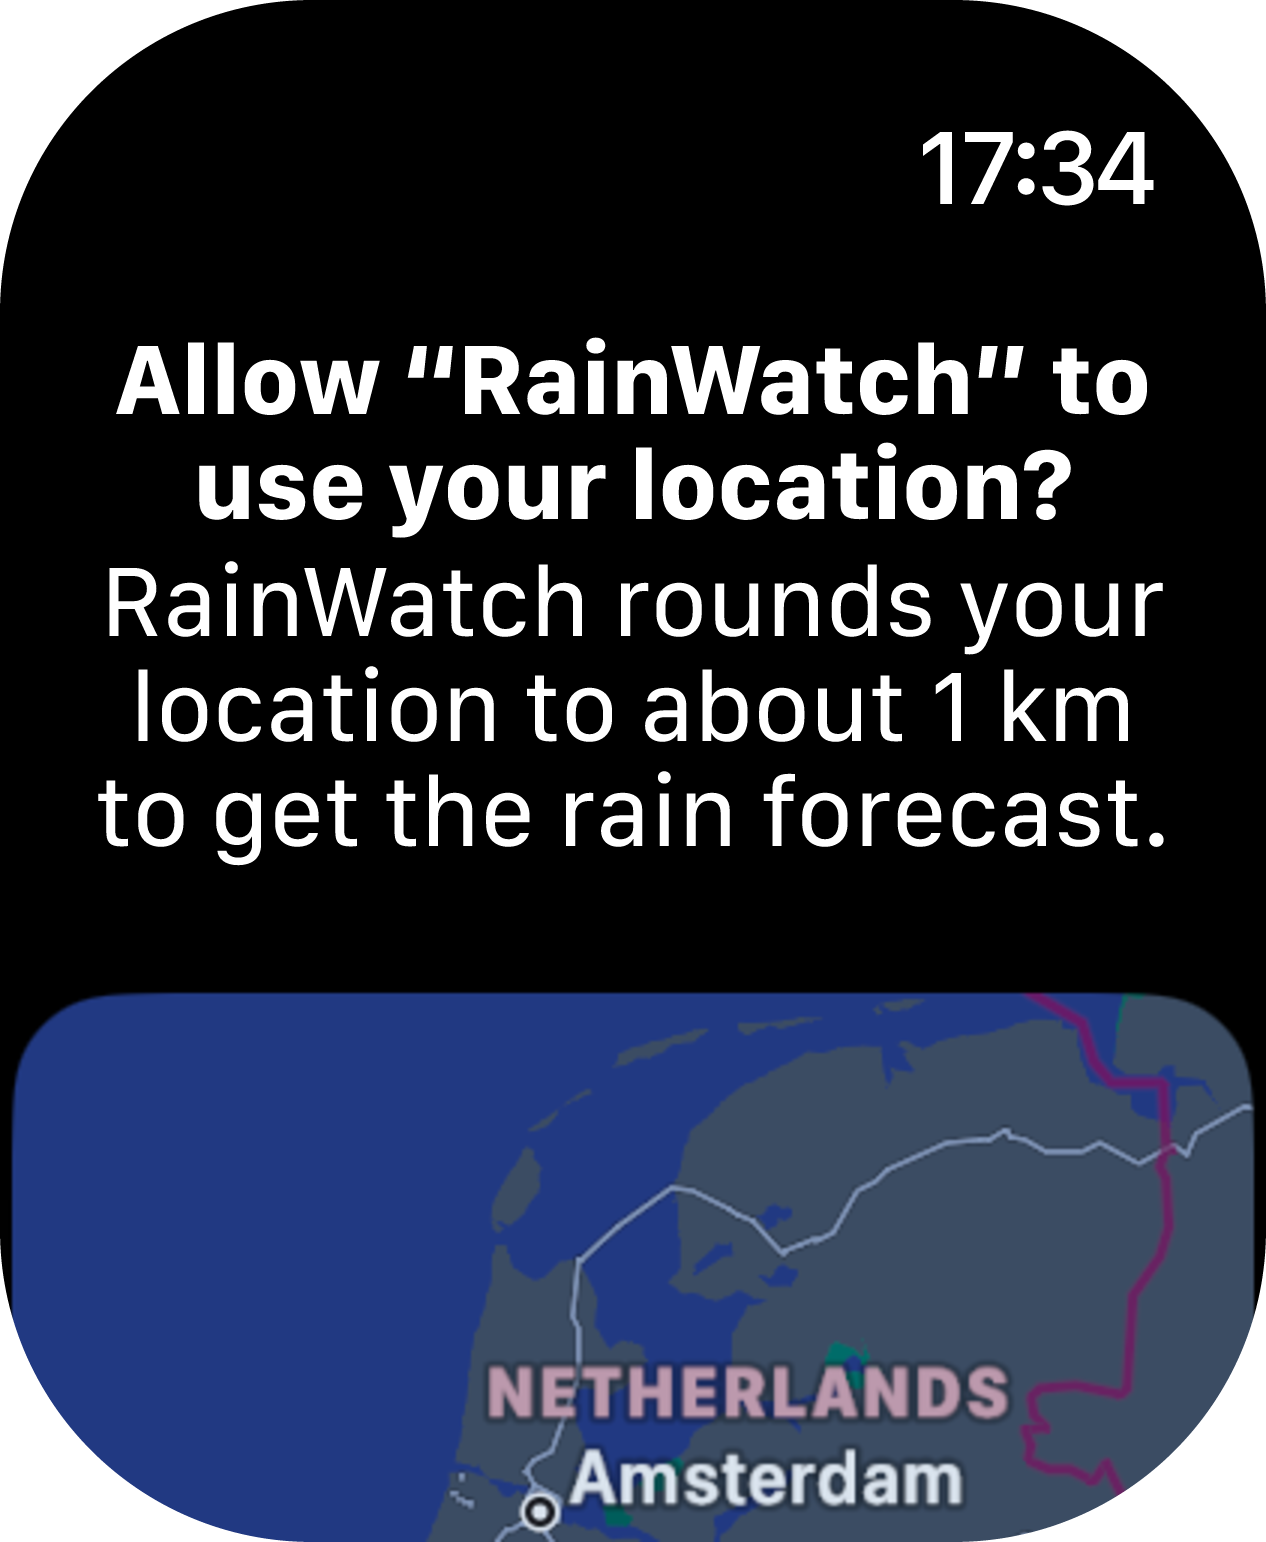 17:34
Allow “RainWatch” to
use your location?
RainWatch rounds your
location to about 1 km
to get the rain forecast.
NETHERLANDS
Amsterdam